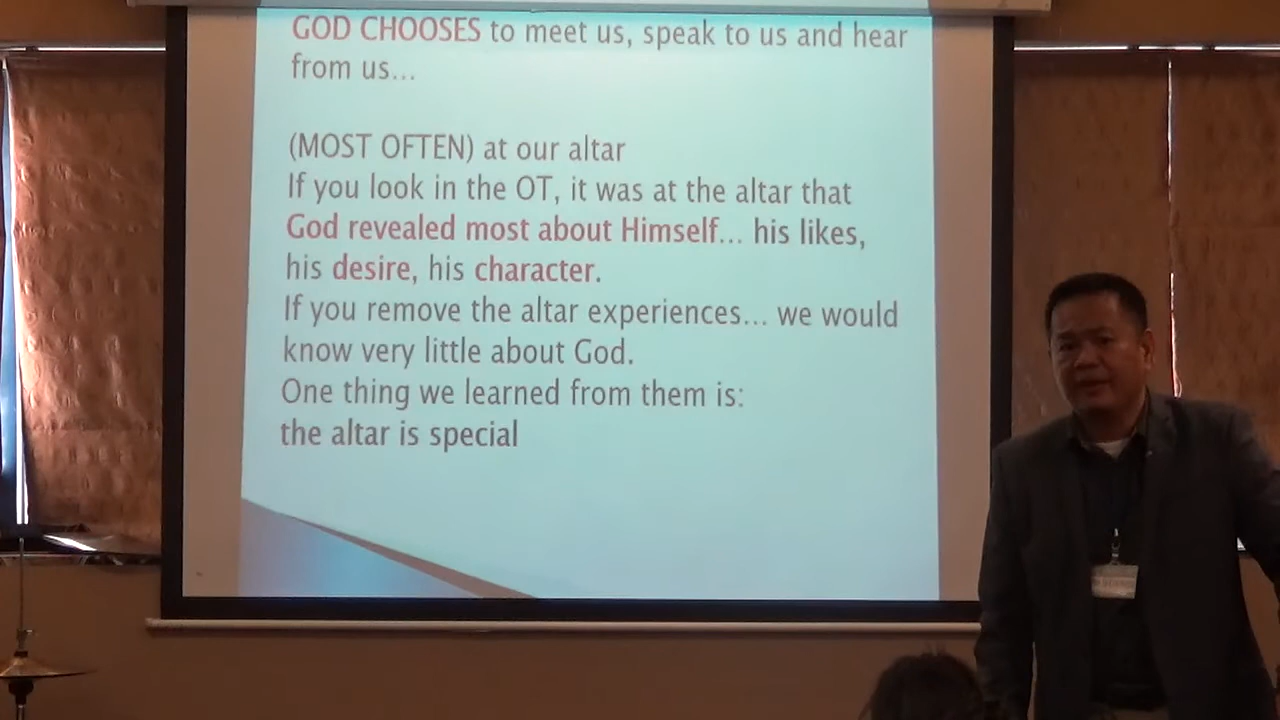 GOD CHOOSES to meet us, speak to us and hear
from us...
(MOST OFTEN) at our altar
If you look in the OT, it was at the altar that
God revealed most about Himself... his likes,
his desire, his character.
If you remove the altar experiences... we would
know very little about God.
One thing we learned from them is:
the altar is special